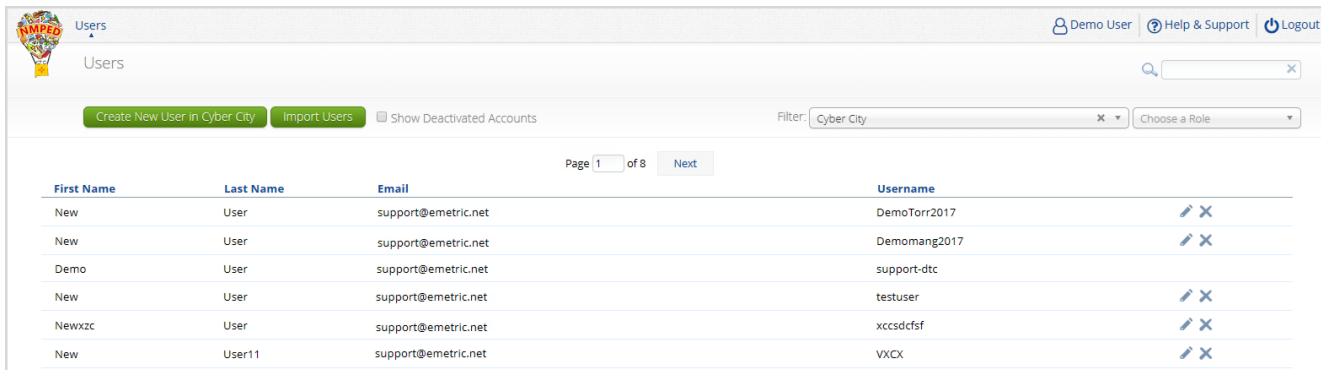 NMPED Users Demo User Help & Support Logout
Users
Create New User in Cyber City Import Users Show Deactivated Accounts Filter: Cyber City Choose a Role
Page 1 of 8 Next
First Name Last Name Email Username
New User support@emetric.net DemoTorr2017
New User support@emetric.net Demomang2017
Demo User support@emetric.net support-dtc
New User support@emetric.net testuser
Newxzc User support@emetric.net xccsdcfsf
New User11 support@emetric.net VXCX